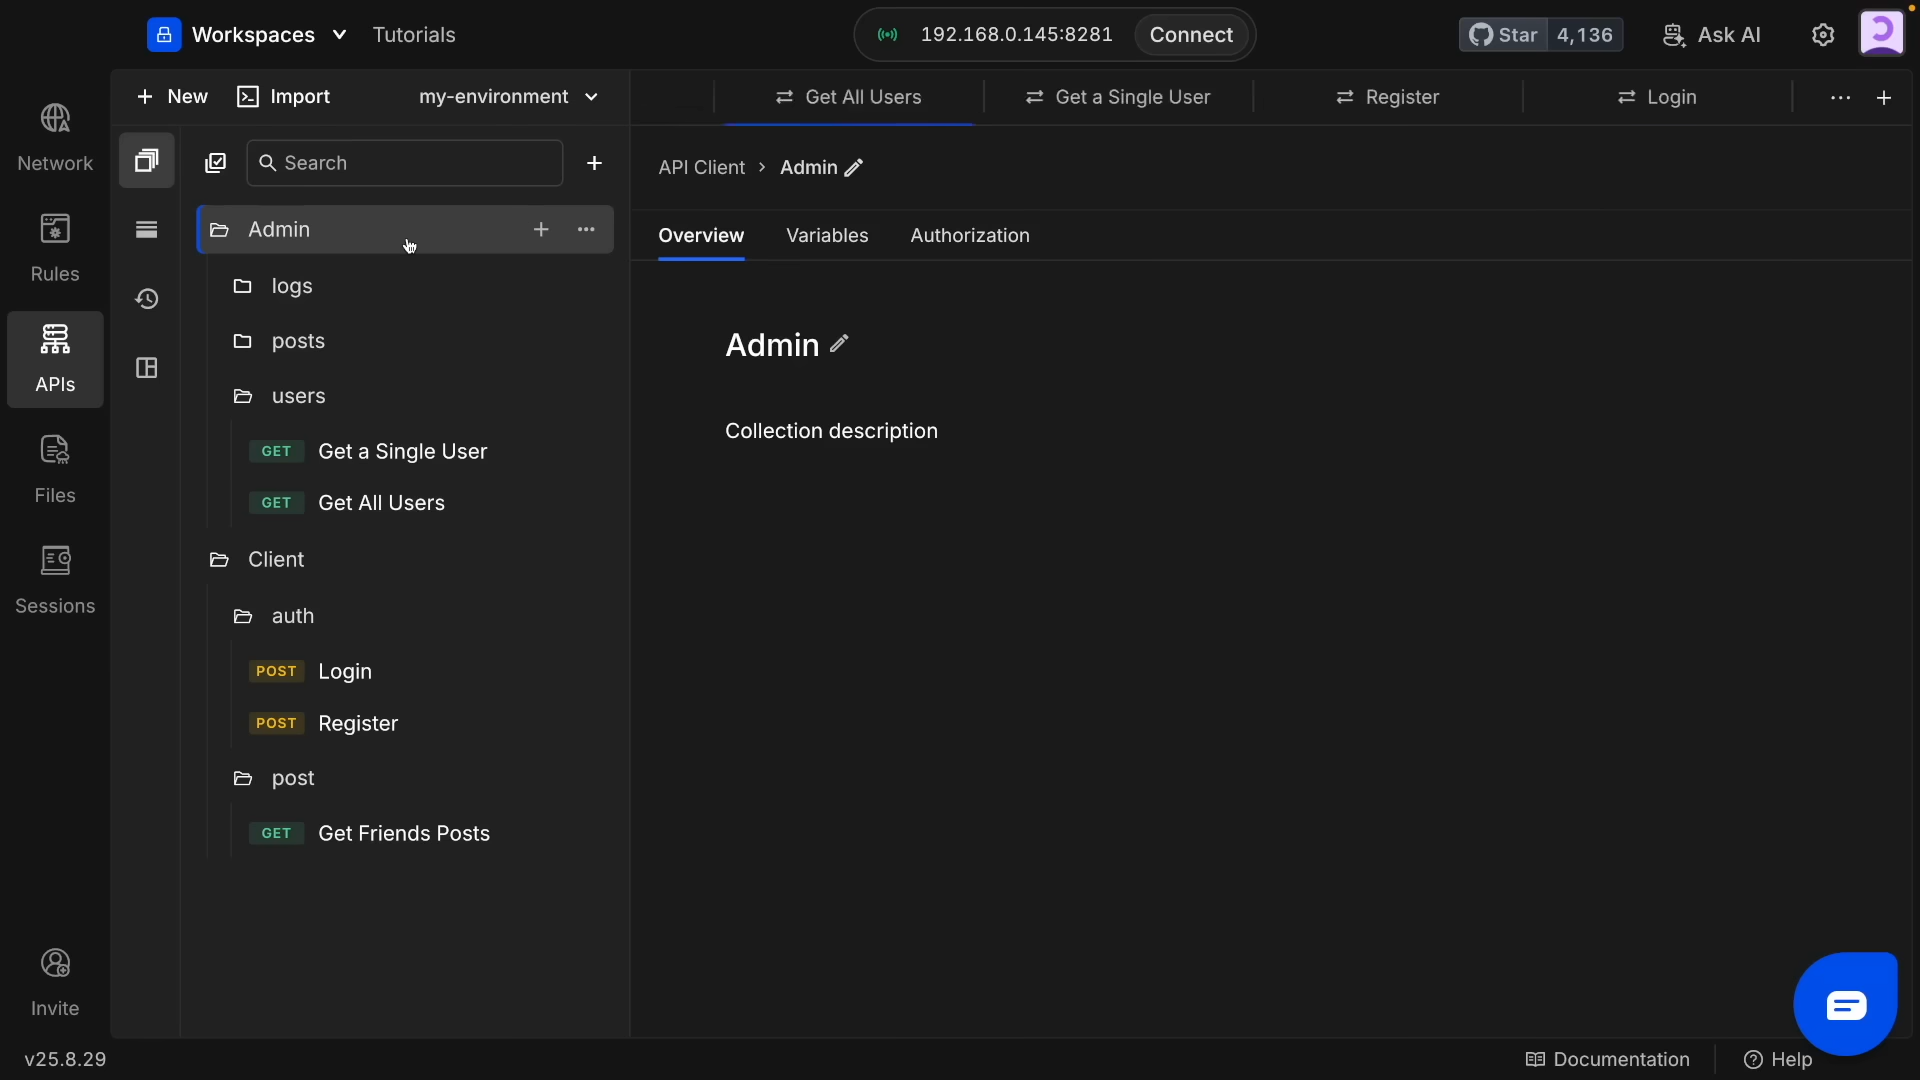 Workspaces
Tutorials
192.168.0.145:8281
Connect
Star
4,136
Ask AI
New
Import
my-environment
Get All Users
Get a Single User
Register
Login
Network
Rules
APIs
Files
Sessions
Invite
v25.8.29
Search
Admin
logs
posts
users
GET Get a Single User
GET Get All Users
Client
auth
POST Login
POST Register
post
GET Get Friends Posts
API Client > Admin
Overview
Variables
Authorization
Admin
Collection description
Documentation
Help